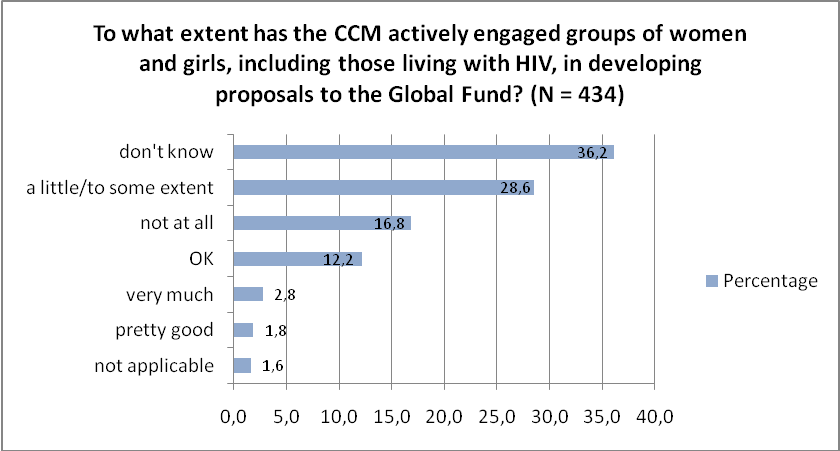 To what extent has the CCM actively engaged groups of women
and girls, including those living with HIV, in developing
proposals to the Global Fund? (N = 434)
don't know
36,2
a little/to some extent
28,6
not at all
16,8
OK
12,2
very much
2,8
Percentage
pretty good
1,8
not applicable
1,6
0,0 5,0 10,0 15,0 20,0 25,0 30,0 35,0 40,0